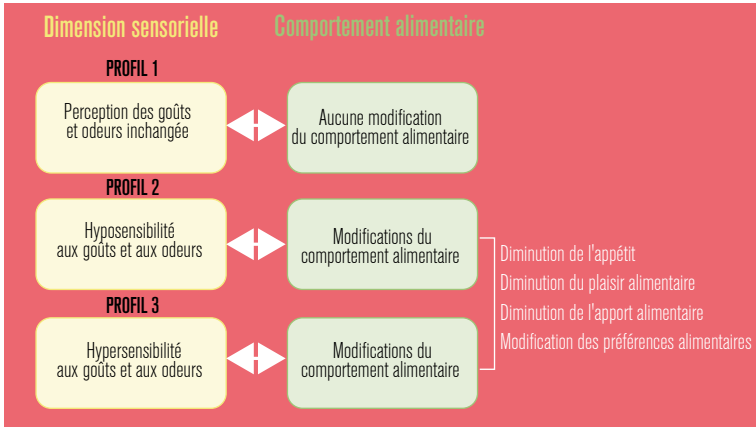 Dimension sensorielle
Comportement alimentaire
PROFIL 1
Perception des goûts
et odeurs inchangée
Aucune modification
du comportement alimentaire
PROFIL 2
Hyposensibilité
aux goûts et aux odeurs
Modifications du
comportement alimentaire
PROFIL 3
Hypersensibilité
aux goûts et aux odeurs
Modifications du
comportement alimentaire
Diminution de l'appétit
Diminution du plaisir alimentaire
Diminution de l'apport alimentaire
Modification des préférences alimentaires